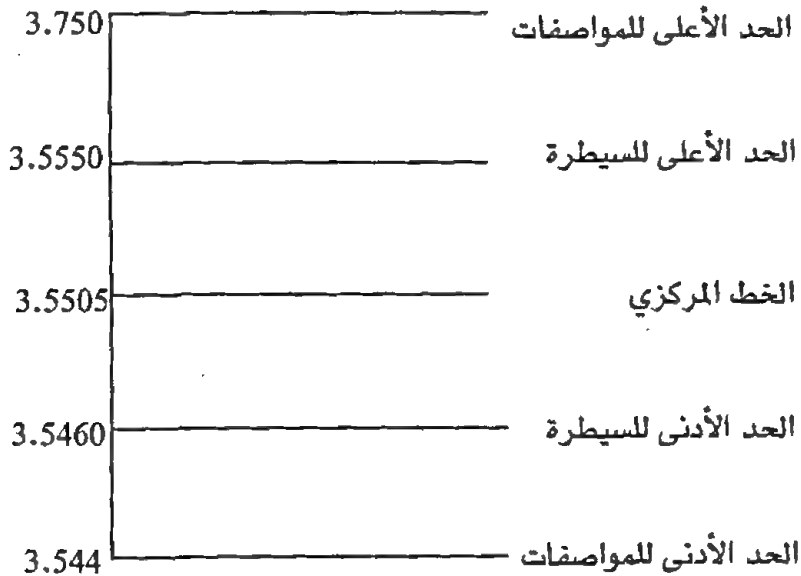 3.750 الحد الأعلى للمواصفات
3.5550 الحد الأعلى للسيطرة
3.5505 الخط المركزي
3.5460 الحد الأدنى للسيطرة
3.544 الحد الأدنى للمواصفات